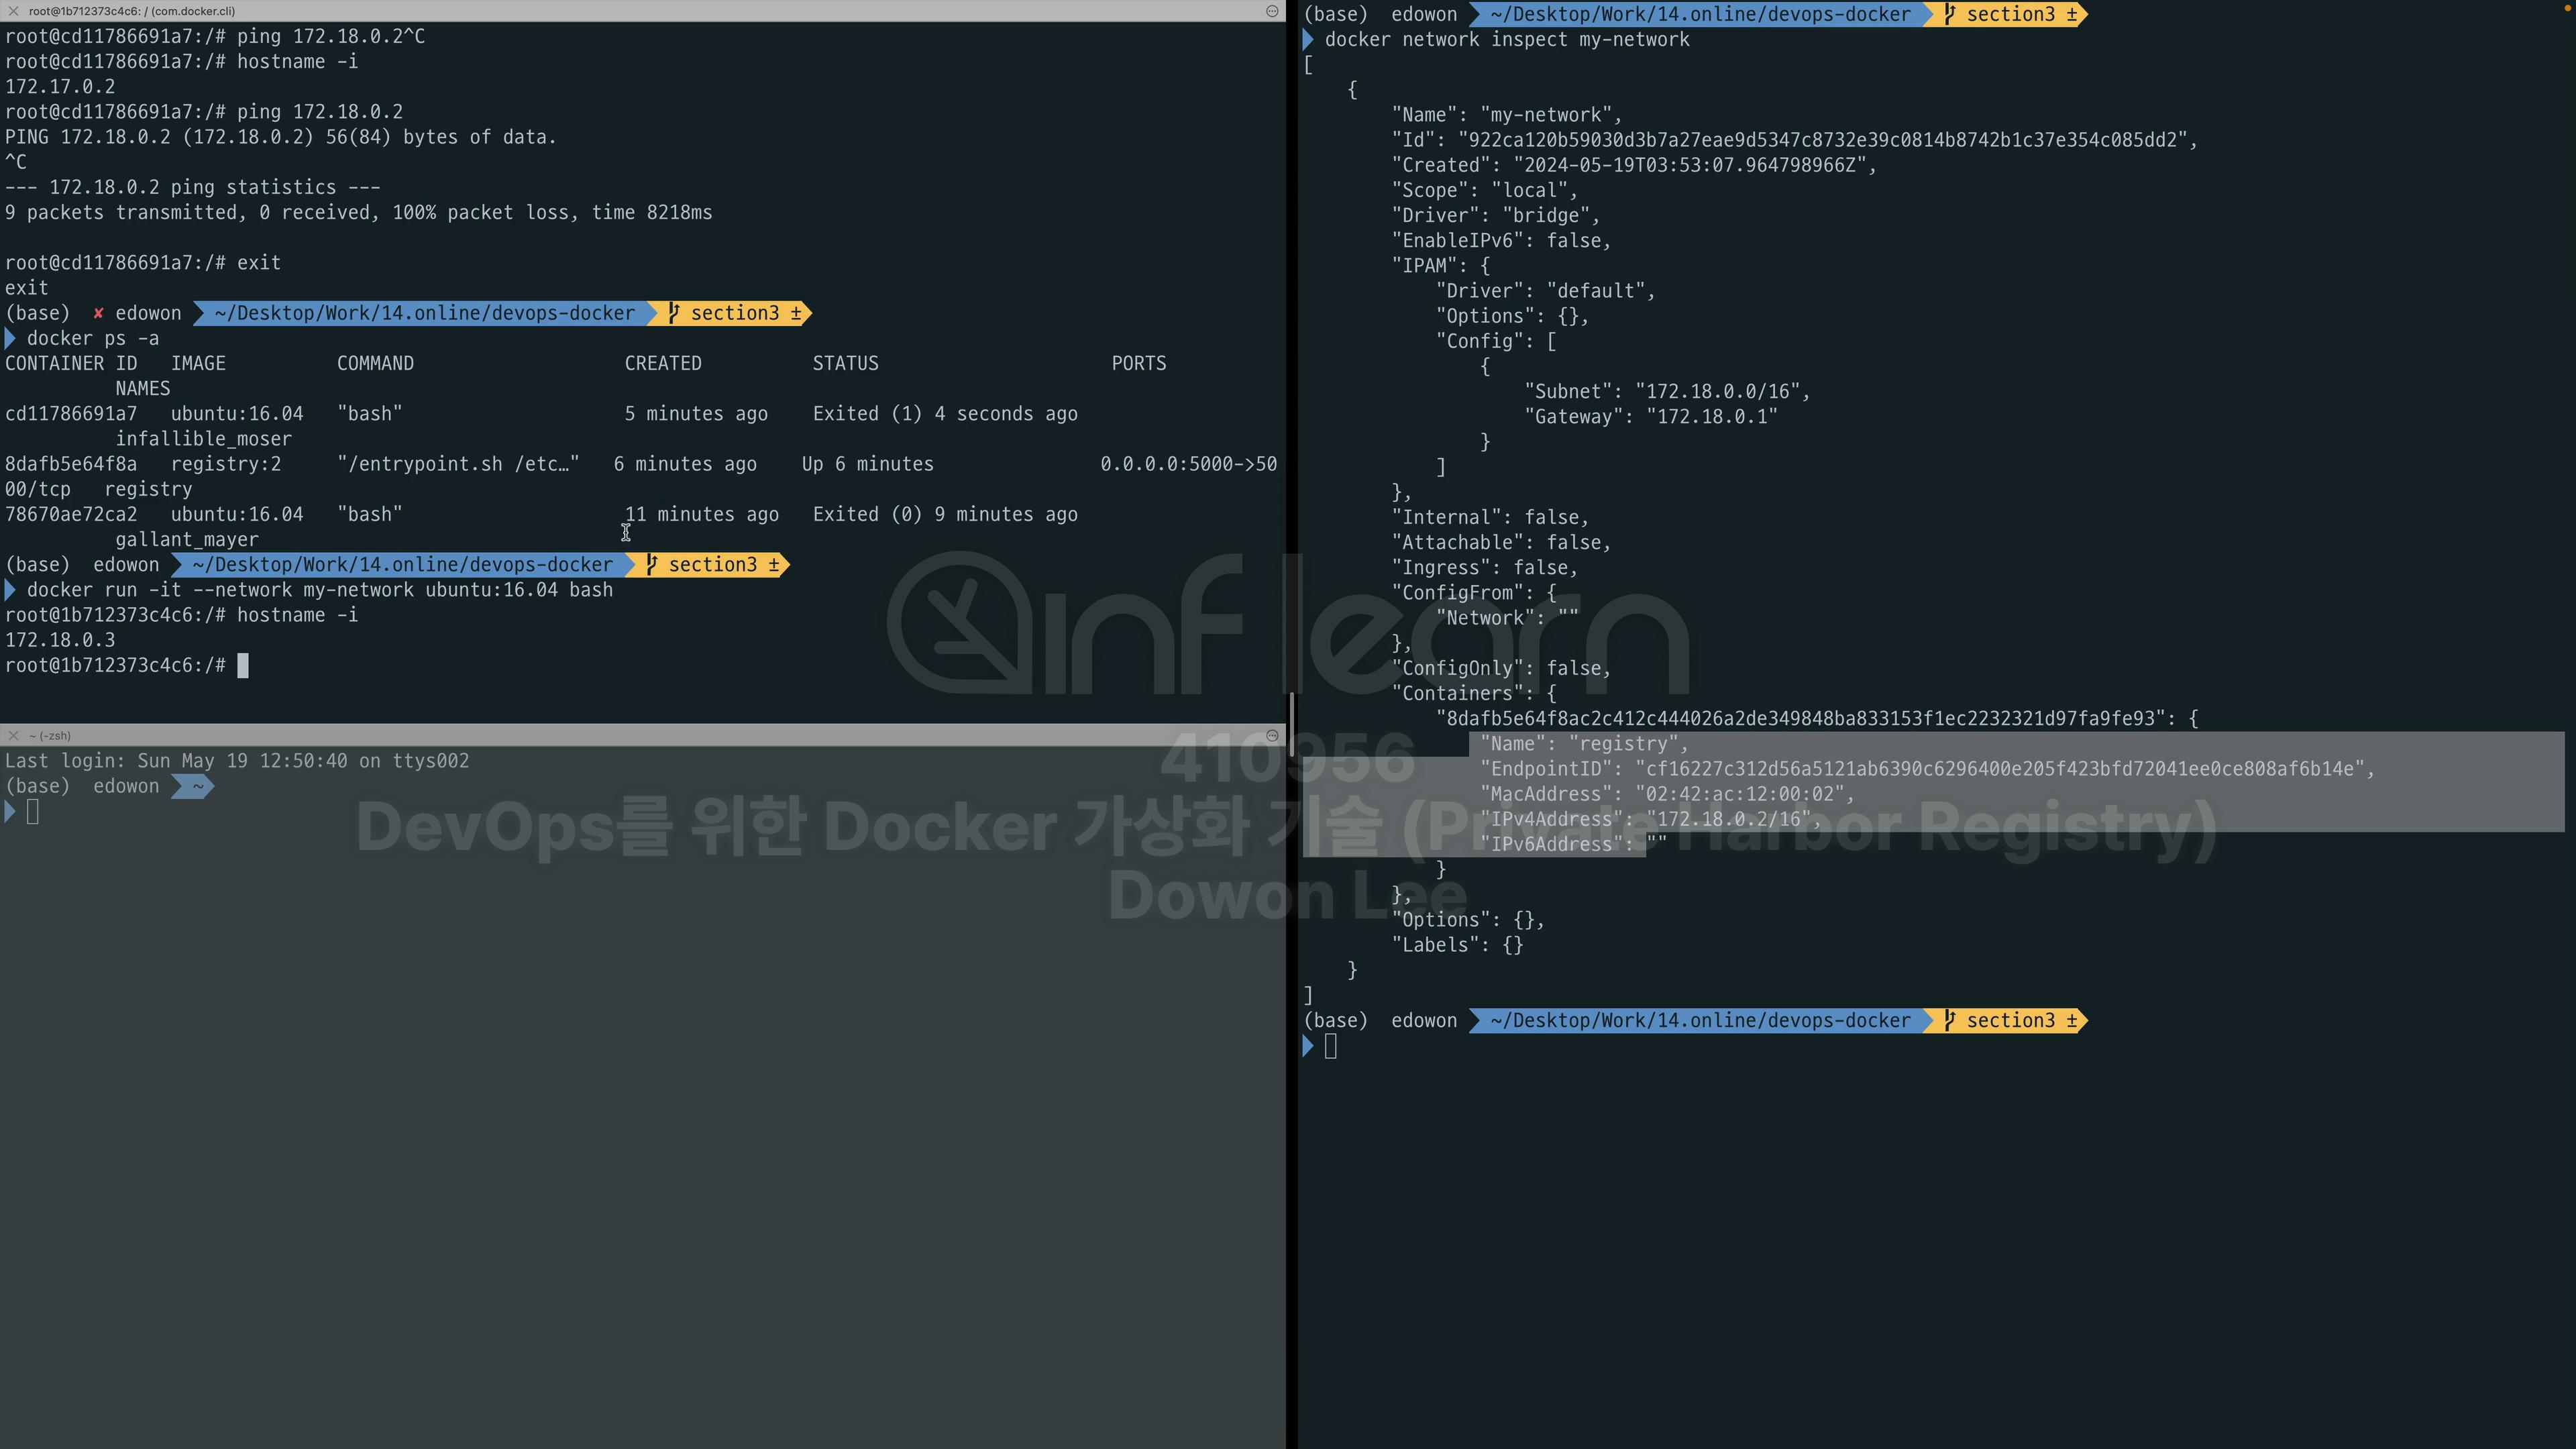 root@1b712373c4c6: / (com.docker.cli)
root@cd11786691a7:/# ping 172.18.0.2^C
root@cd11786691a7:/# hostname -i
172.17.0.2
root@cd11786691a7:/# ping 172.18.0.2
PING 172.18.0.2 (172.18.0.2) 56(84) bytes of data.
^C
--- 172.18.0.2 ping statistics ---
9 packets transmitted, 0 received, 100% packet loss, time 8218ms
root@cd11786691a7:/# exit
exit
(base) ✘ edowon ~/Desktop/Work/14.online/devops-docker section3 ±
docker ps -a
CONTAINER ID IMAGE COMMAND CREATED STATUS PORTS
NAMES
cd11786691a7 ubuntu:16.04 "bash" 5 minutes ago Exited (1) 4 seconds ago
infallible_moser
8dafb5e64f8a registry:2 "/entrypoint.sh /etc…" 6 minutes ago Up 6 minutes 0.0.0.0:5000->50
00/tcp registry
78670ae72ca2 ubuntu:16.04 "bash" 11 minutes ago Exited (0) 9 minutes ago
gallant_mayer
(base) edowon ~/Desktop/Work/14.online/devops-docker section3 ±
docker run -it --network my-network ubuntu:16.04 bash
root@1b712373c4c6:/# hostname -i
172.18.0.3
root@1b712373c4c6:/#
~ (-zsh)
Last login: Sun May 19 12:50:40 on ttys002
(base) edowon ~
(base) edowon ~/Desktop/Work/14.online/devops-docker section3 ±
docker network inspect my-network
[
{
"Name": "my-network",
"Id": "922ca120b59030d3b7a27eae9d5347c8732e39c0814b8742b1c37e354c085dd2",
"Created": "2024-05-19T03:53:07.964798966Z",
"Scope": "local",
"Driver": "bridge",
"EnableIPv6": false,
"IPAM": {
"Driver": "default",
"Options": {},
"Config": [
{
"Subnet": "172.18.0.0/16",
"Gateway": "172.18.0.1"
}
]
},
"Internal": false,
"Attachable": false,
"Ingress": false,
"ConfigFrom": {
"Network": ""
},
"ConfigOnly": false,
"Containers": {
"8dafb5e64f8ac2c412c444026a2de349848ba833153f1ec2232321d97fa9fe93": {
"Name": "registry",
"EndpointID": "cf16227c312d56a5121ab6390c6296400e205f423bfd72041ee0ce808af6b14e",
"MacAddress": "02:42:ac:12:00:02",
"IPv4Address": "172.18.0.2/16",
"IPv6Address": ""
}
},
"Options": {},
"Labels": {}
}
]
(base) edowon ~/Desktop/Work/14.online/devops-docker section3 ±
inflearn
410956
DevOps를 위한 Docker 가상화 기술 (Private Harbor Registry)
Dowon Lee